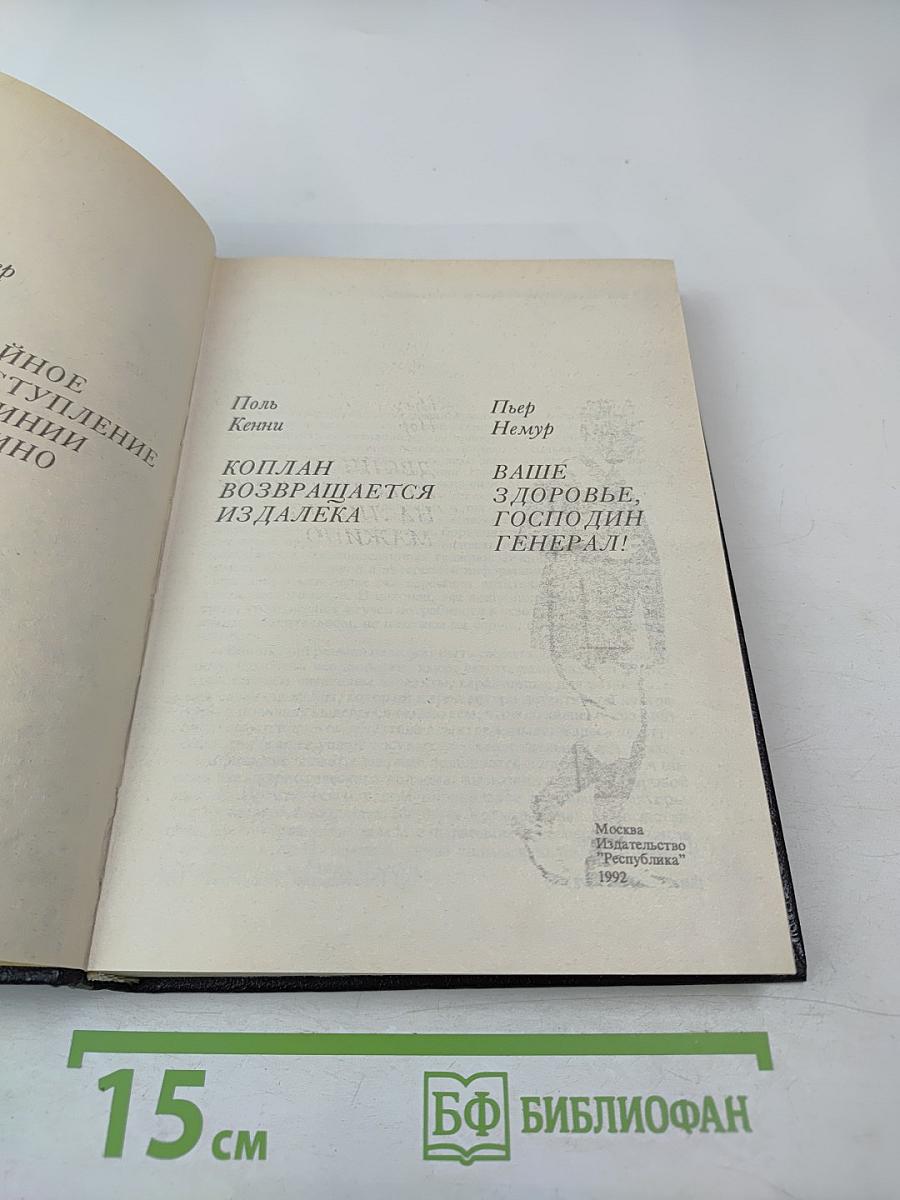 Поль
Кенни
КОПЛАН
ВОЗВРАЩАЕТСЯ
ИЗДАЛЕКА
Пьер
Немур
ВАШЕ
ЗДОРОВЬЕ,
ГОСПОДИН
ГЕНЕРАЛ!
Москва
Издательство
"Республика"
1992
15 см
БФ БИБЛИОФАН